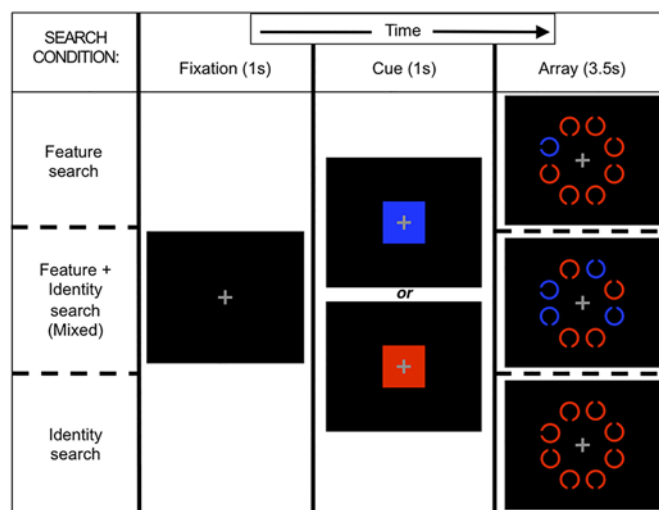 SEARCH
CONDITION:
Time
Fixation (1s)
Cue (1s)
Array (3.5s)
Feature
search
Feature +
Identity
search
(Mixed)
Identity
search
or